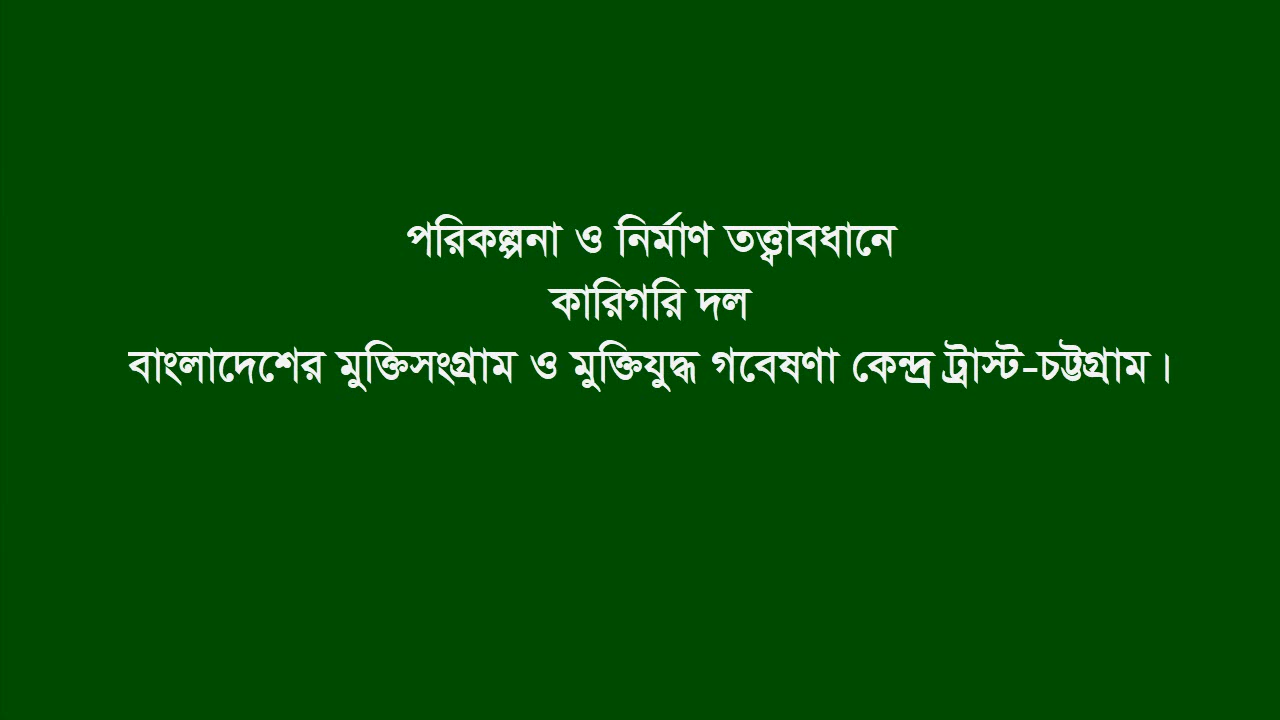 পরিকল্পনা ও নির্মাণ তত্ত্বাবধানে
কারিগরি দল
বাংলাদেশের মুক্তিসংগ্রাম ও মুক্তিযুদ্ধ গবেষণা কেন্দ্র ট্রাস্ট-চট্টগ্রাম।